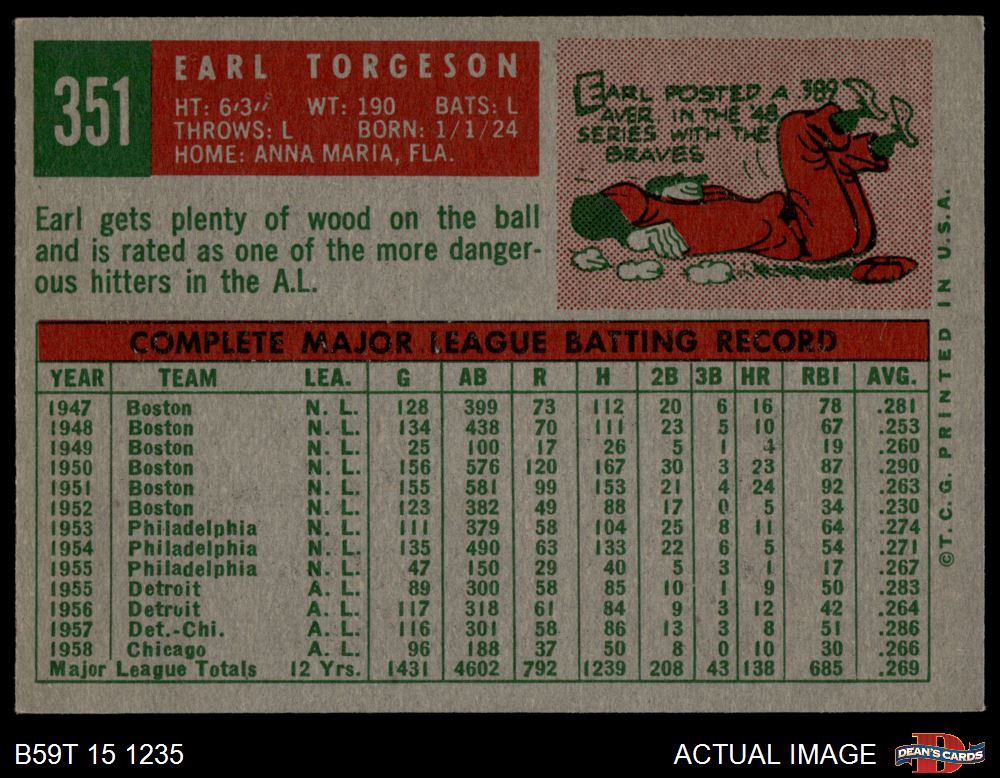 351
EARL TORGESON
HT: 6'3" WT: 190 BATS: L
THROWS: L BORN: 1/1/24
HOME: ANNA MARIA, FLA.
EARL POSTED A 389
AVER IN THE '48
SERIES WITH THE
BRAVES
Earl gets plenty of wood on the ball
and is rated as one of the more danger-
ous hitters in the A.L.
COMPLETE MAJOR LEAGUE BATTING RECORD
YEAR TEAM LEA. G AB R H 2B 3B HR RBI AVG.
1947 Boston N. L. 128 399 73 112 20 6 16 78 .281
1948 Boston N. L. 134 438 70 111 23 5 10 67 .253
1949 Boston N. L. 25 100 17 26 5 1 4 19 .260
1950 Boston N. L. 156 576 120 167 30 3 23 87 .290
1951 Boston N. L. 155 581 99 153 21 4 24 92 .263
1952 Boston N. L. 123 382 49 88 17 0 5 34 .230
1953 Philadelphia N. L. 111 379 58 104 25 8 11 64 .274
1954 Philadelphia N. L. 135 490 63 133 22 6 5 54 .271
1955 Philadelphia N. L. 47 150 29 40 5 3 1 17 .267
1955 Detroit A. L. 89 300 58 85 10 1 9 50 .283
1956 Detroit A. L. 117 318 61 84 9 3 12 42 .264
1957 Det.-Chi. A. L. 116 301 58 86 13 3 8 51 .286
1958 Chicago A. L. 96 188 37 50 8 0 10 30 .266
Major League Totals 12 Yrs. 1431 4602 792 1239 208 43 138 685 .269
©T.C.G. PRINTED IN U.S.A.
B59T 15 1235
ACTUAL IMAGE
DEAN'S CARDS